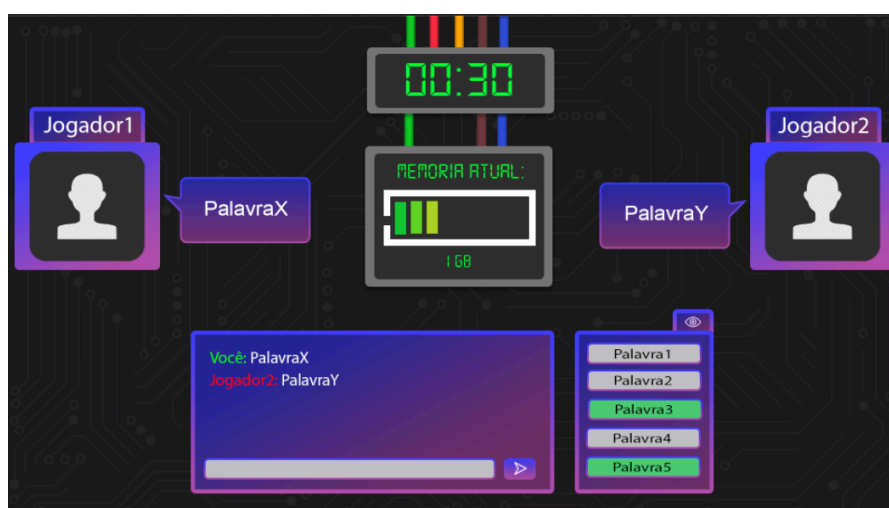 00:30
Jogador1
Jogador2
MEMORIA ATUAL:
PalavraX
PalavraY
1 GB
Você: PalavraX
Jogador2: PalavraY
Palavra1
Palavra2
Palavra3
Palavra4
Palavra5